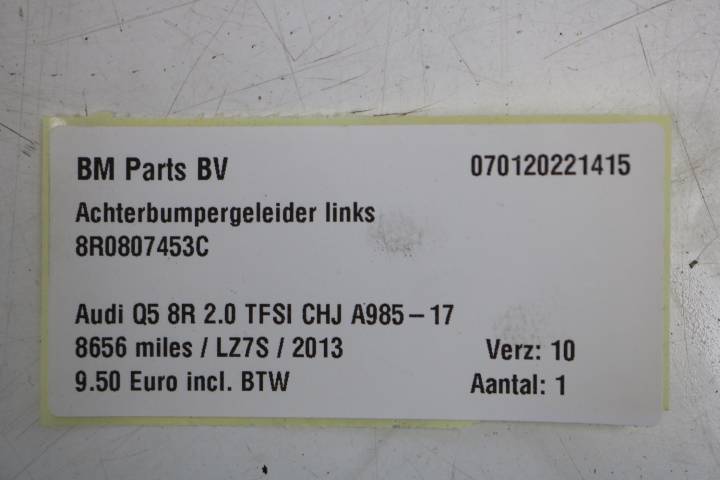 BM Parts BV 070120221415
Achterbumpergeleider links
8R0807453C
Audi Q5 8R 2.0 TFSI CHJ A985-17
8656 miles / LZ7S / 2013 Verz: 10
9.50 Euro incl. BTW Aantal: 1